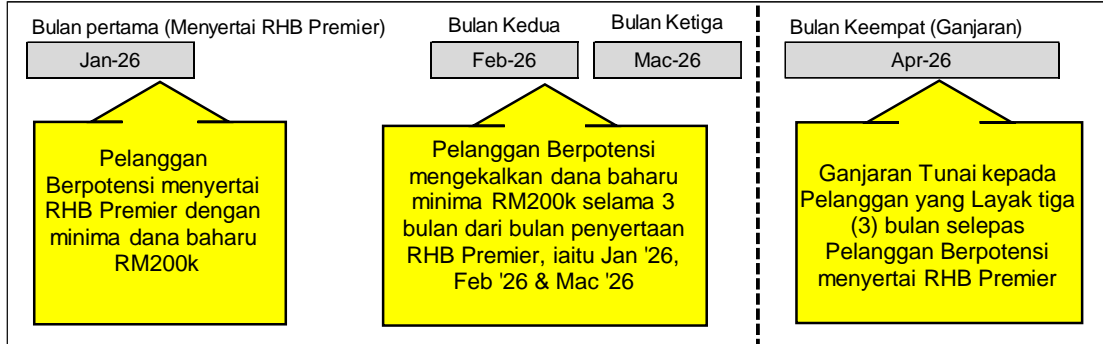 Bulan pertama (Menyertai RHB Premier)
Jan-26
Pelanggan
Berpotensi menyertai
RHB Premier dengan
minima dana baharu
RM200k
Bulan Kedua
Bulan Ketiga
Feb-26
Mac-26
Pelanggan Berpotensi
mengekalkan dana baharu
minima RM200k selama 3
bulan dari bulan penyertaan
RHB Premier, iaitu Jan '26,
Feb '26 & Mac '26
Bulan Keempat (Ganjaran)
Apr-26
Ganjaran Tunai kepada
Pelanggan yang Layak tiga
(3) bulan selepas
Pelanggan Berpotensi
menyertai RHB Premier